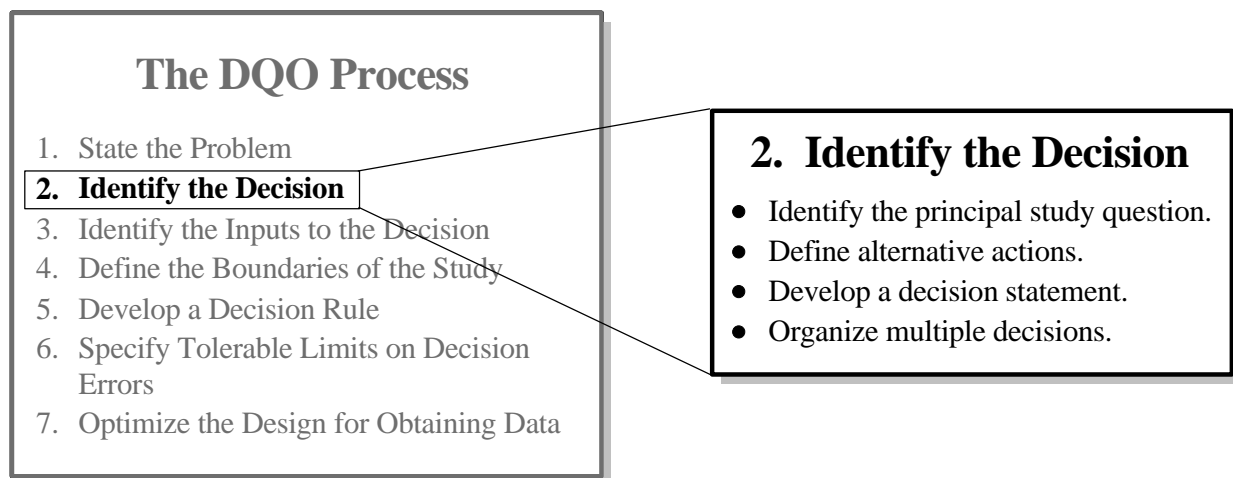 The DQO Process
1. State the Problem
2. Identify the Decision
3. Identify the Inputs to the Decision
4. Define the Boundaries of the Study
5. Develop a Decision Rule
6. Specify Tolerable Limits on Decision
Errors
7. Optimize the Design for Obtaining Data
2. Identify the Decision
● Identify the principal study question.
● Define alternative actions.
● Develop a decision statement.
● Organize multiple decisions.